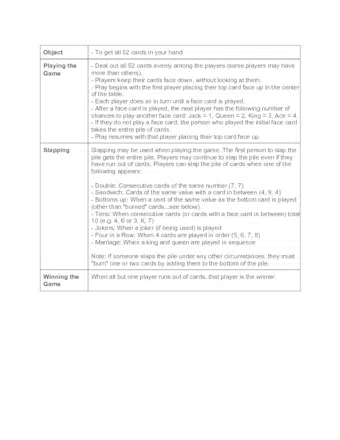 Object
- To get all 52 cards in your hand
Playing the
Game
- Deal out all 52 cards evenly among the players (some players may have
more than others).
- Players keep their cards face down, without looking at them.
- Play begins with the first player placing their top card face up in the center
of the table.
- Each player does so in turn until a face card is played.
- After a face card is played, the next player has the following number of
chances to play another face card: Jack = 1, Queen = 2, King = 3, Ace = 4
- If they do not play a face card, the person who played the initial face card
takes the entire pile of cards.
- Play resumes with that player placing their top card face up.
Slapping
Slapping may be used when playing the game. The first person to slap the
pile gets the entire pile. Players may continue to slap the pile even if they
have run out of cards. Players can slap the pile of cards when one of the
following appears:
- Double: Consecutive cards of the same number (7, 7)
- Sandwich: Cards of the same value with a card in between (4, 9, 4)
- Bottoms up: When a card of the same value as the bottom card is played
(other than "burned" cards...see below)
- Tens: When consecutive cards (or cards with a face card in between) total
10 (e.g. 4, 6 or 3, K, 7)
- Jokers: When a joker (if being used) is played
- Four in a Row: When 4 cards are played in order (5, 6, 7, 8)
- Marriage: When a king and queen are played in sequence
Note: If someone slaps the pile under any other circumstances, they must
"burn" one or two cards by adding them to the bottom of the pile.
Winning the
Game
When all but one player runs out of cards, that player is the winner.